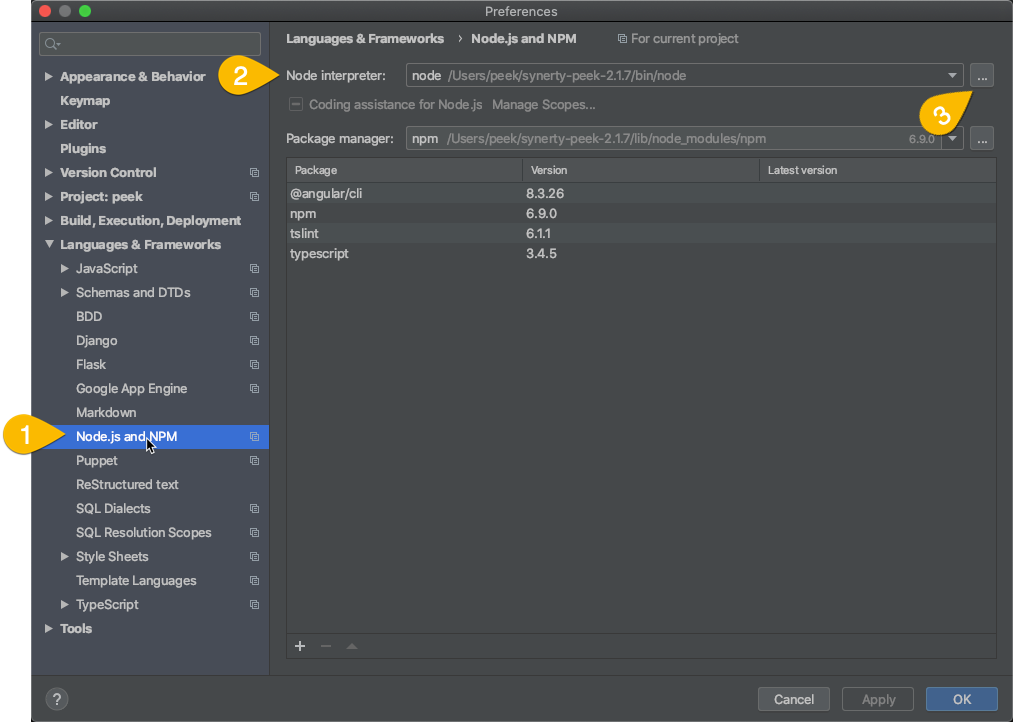 Preferences
Languages & Frameworks › Node.js and NPM For current project
Appearance & Behavior
Keymap
Editor
Plugins
Version Control
Project: peek
Build, Execution, Deployment
Languages & Frameworks
JavaScript
Schemas and DTDs
BDD
Django
Flask
Google App Engine
Markdown
1
Node.js and NPM
Puppet
ReStructured text
SQL Dialects
SQL Resolution Scopes
Style Sheets
Template Languages
TypeScript
Tools
2
Node interpreter: node /Users/peek/synerty-peek-2.1.7/bin/node ...
3
Coding assistance for Node.js Manage Scopes...
Package manager: npm /Users/peek/synerty-peek-2.1.7/lib/node_modules/npm 6.9.0 ...
Package Version Latest version
@angular/cli 8.3.26
npm 6.9.0
tslint 6.1.1
typescript 3.4.5
? Cancel Apply OK